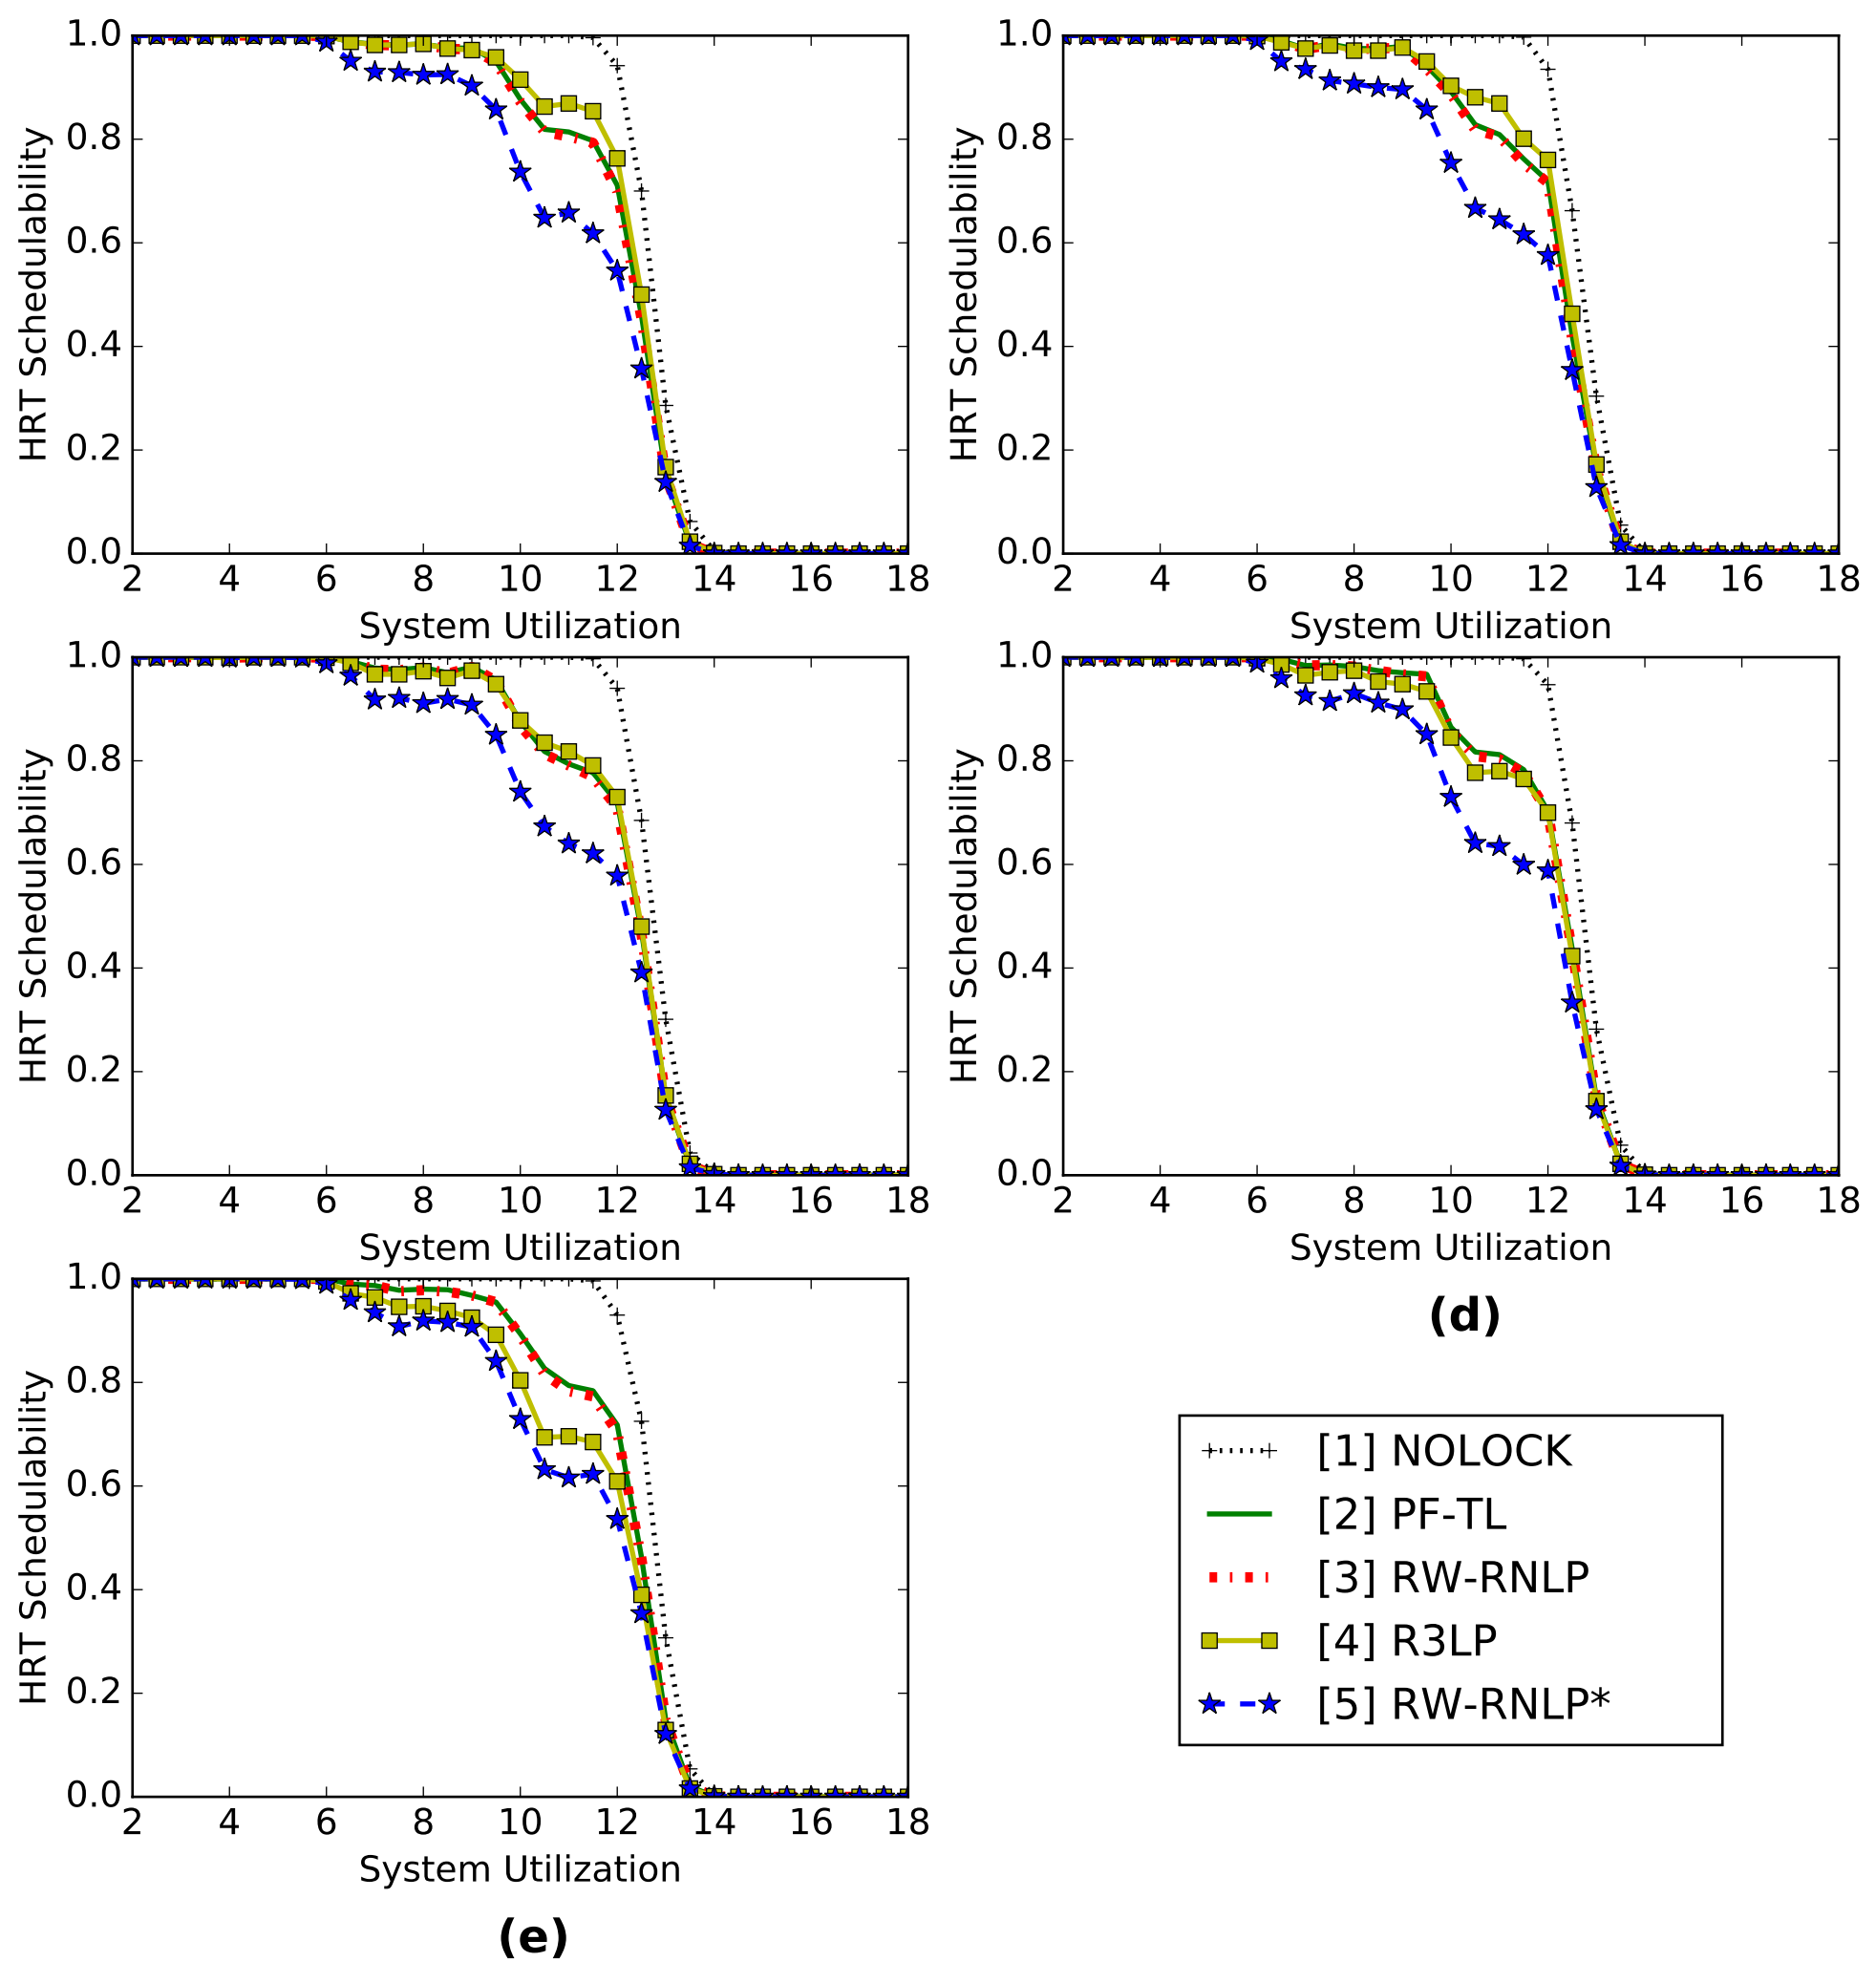 1.0
0.8
0.6
0.4
0.2
0.0
2 4 6 8 10 12 14 16 18
System Utilization
HRT Schedulability
1.0
0.8
0.6
0.4
0.2
0.0
2 4 6 8 10 12 14 16 18
System Utilization
HRT Schedulability
1.0
0.8
0.6
0.4
0.2
0.0
2 4 6 8 10 12 14 16 18
System Utilization
HRT Schedulability
1.0
0.8
0.6
0.4
0.2
0.0
2 4 6 8 10 12 14 16 18
System Utilization
HRT Schedulability
(d)
1.0
0.8
0.6
0.4
0.2
0.0
2 4 6 8 10 12 14 16 18
System Utilization
HRT Schedulability
(e)
[1] NOLOCK
[2] PF-TL
[3] RW-RNLP
[4] R3LP
[5] RW-RNLP*